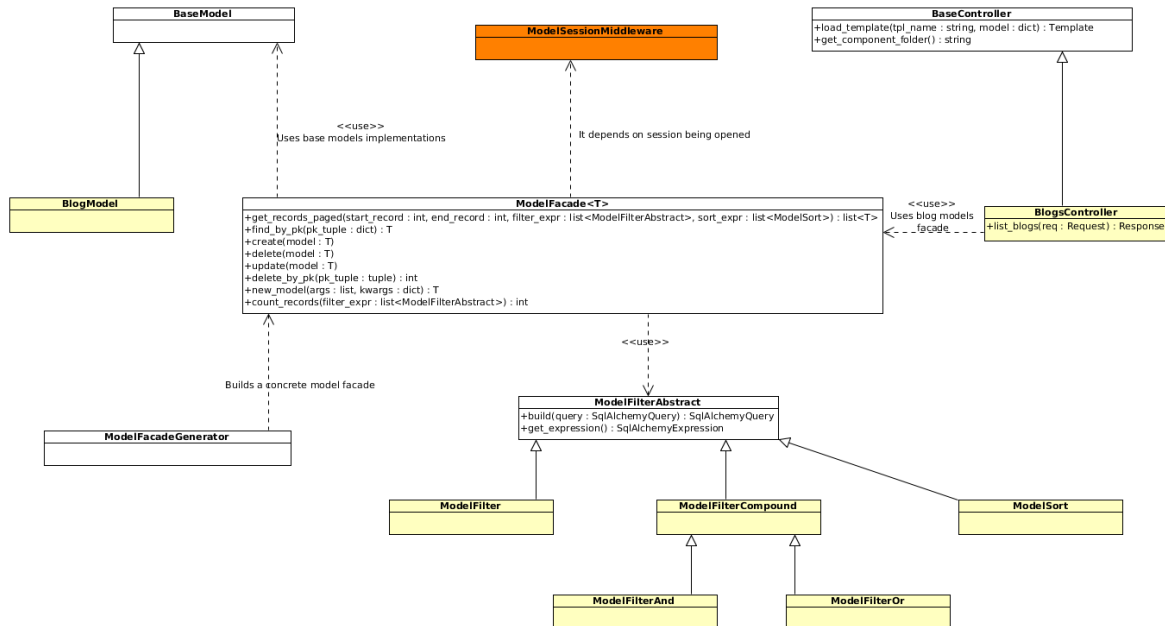 BaseModel
ModelSessionMiddleware
BaseController
+load_template(tpl_name : string, model : dict) : Template
+get_component_folder() : string
<<use>>
Uses base models implementations
It depends on session being opened
BlogModel
ModelFacade<T>
+get_records_paged(start_record : int, end_record : int, filter_expr : list<ModelFilterAbstract>, sort_expr : list<ModelSort>) : list<T>
+find_by_pk(pk_tuple : dict) : T
+create(model : T)
+delete(model : T)
+update(model : T)
+delete_by_pk(pk_tuple : tuple) : int
+new_model(args : list, kwargs : dict) : T
+count_records(filter_expr : list<ModelFilterAbstract>) : int
<<use>>
Uses blog models
facade
BlogsController
+list_blogs(req : Request) : Response
<<use>>
Builds a concrete model facade
ModelFilterAbstract
+build(query : SqlAlchemyQuery) : SqlAlchemyQuery
+get_expression() : SqlAlchemyExpression
ModelFacadeGenerator
ModelFilter
ModelFilterCompound
ModelSort
ModelFilterAnd
ModelFilterOr